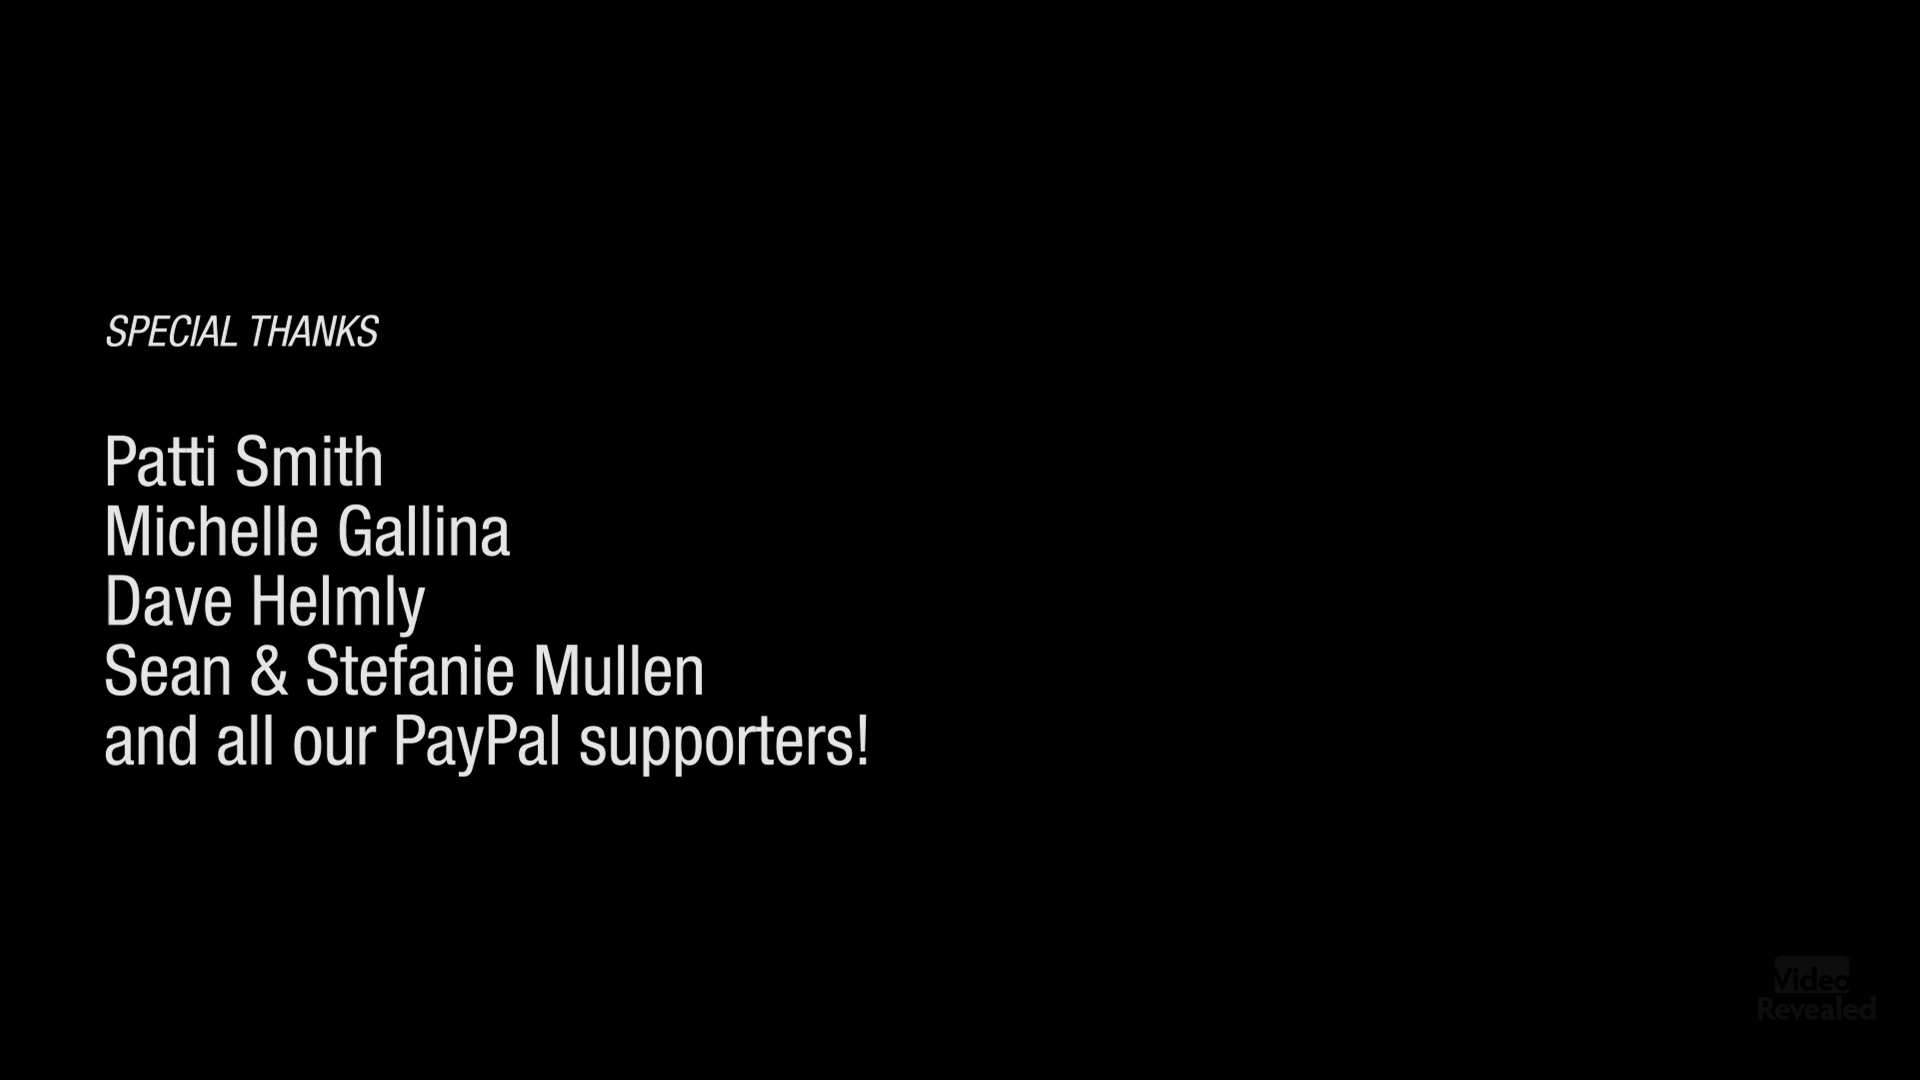 SPECIAL THANKS
Patti Smith
Michelle Gallina
Dave Helmly
Sean & Stefanie Mullen
and all our PayPal supporters!
Video
Revealed